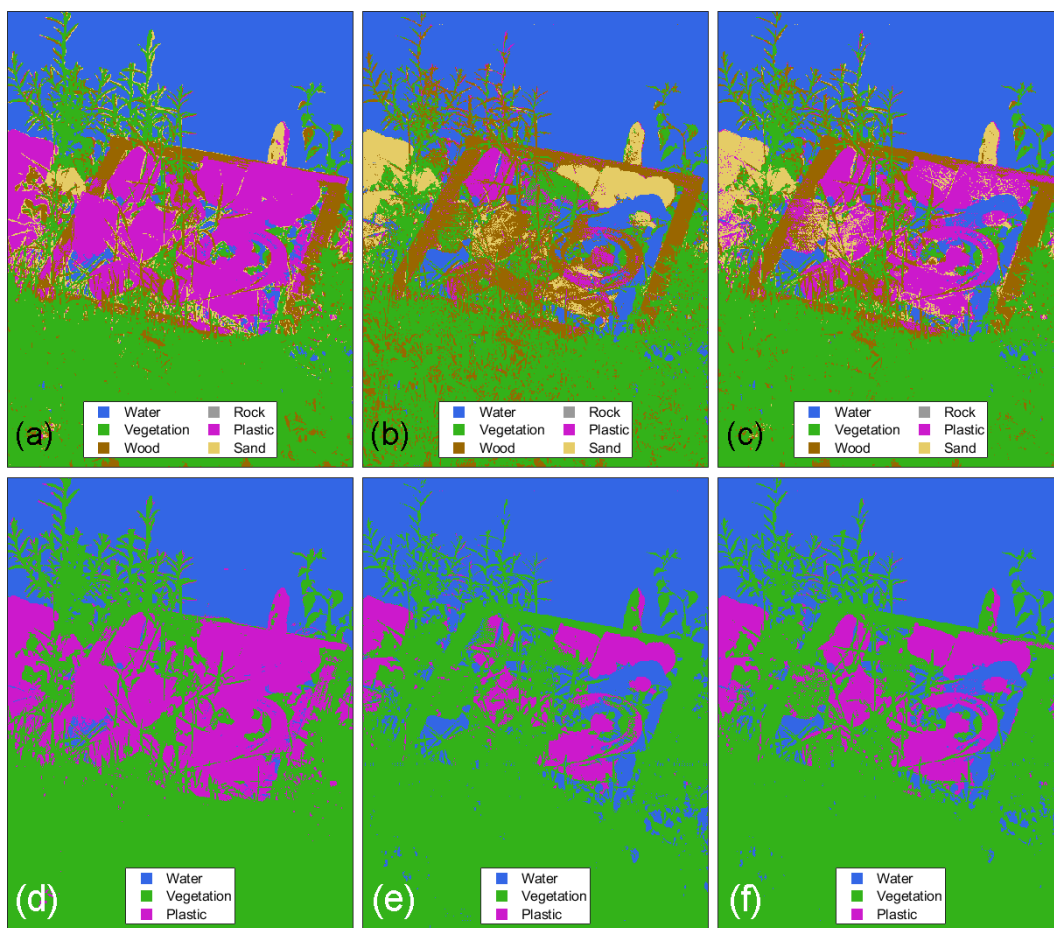 Water Rock
Vegetation Plastic
Wood Sand
(a)
Water Rock
Vegetation Plastic
Wood Sand
(b)
Water Rock
Vegetation Plastic
Wood Sand
(c)
Water
Vegetation
Plastic
(d)
Water
Vegetation
Plastic
(e)
Water
Vegetation
Plastic
(f)